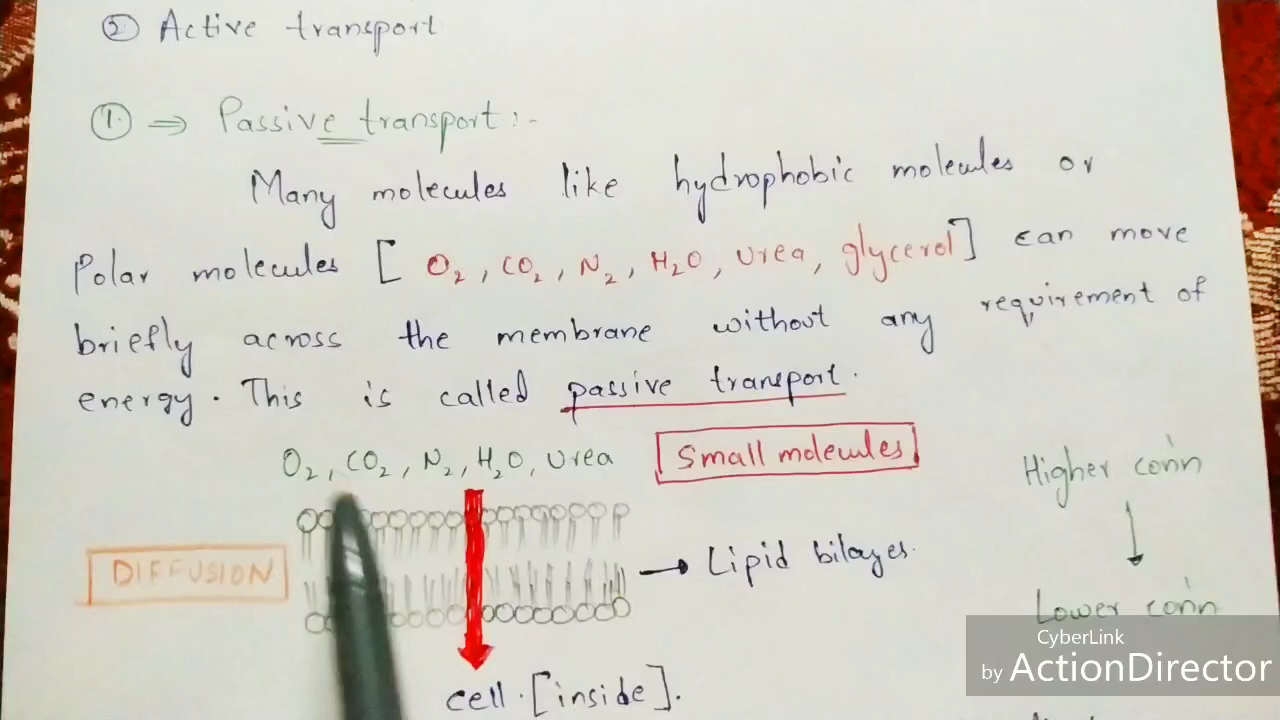 ② Active transport
①. ⇒ Passive transport :-
Many molecules like hydrophobic molecules or
Polar molecules [ O₂, CO₂, N₂, H₂O, Urea, glycerol ] can move
briefly across the membrane without any requirement of
energy. This is called passive transport.
O₂, CO₂, N₂, H₂O, Urea
Small molecules
Higher conn
DIFFUSION
→ Lipid bilayes.
Lower conn
cell. [inside].
CyberLink
by ActionDirector